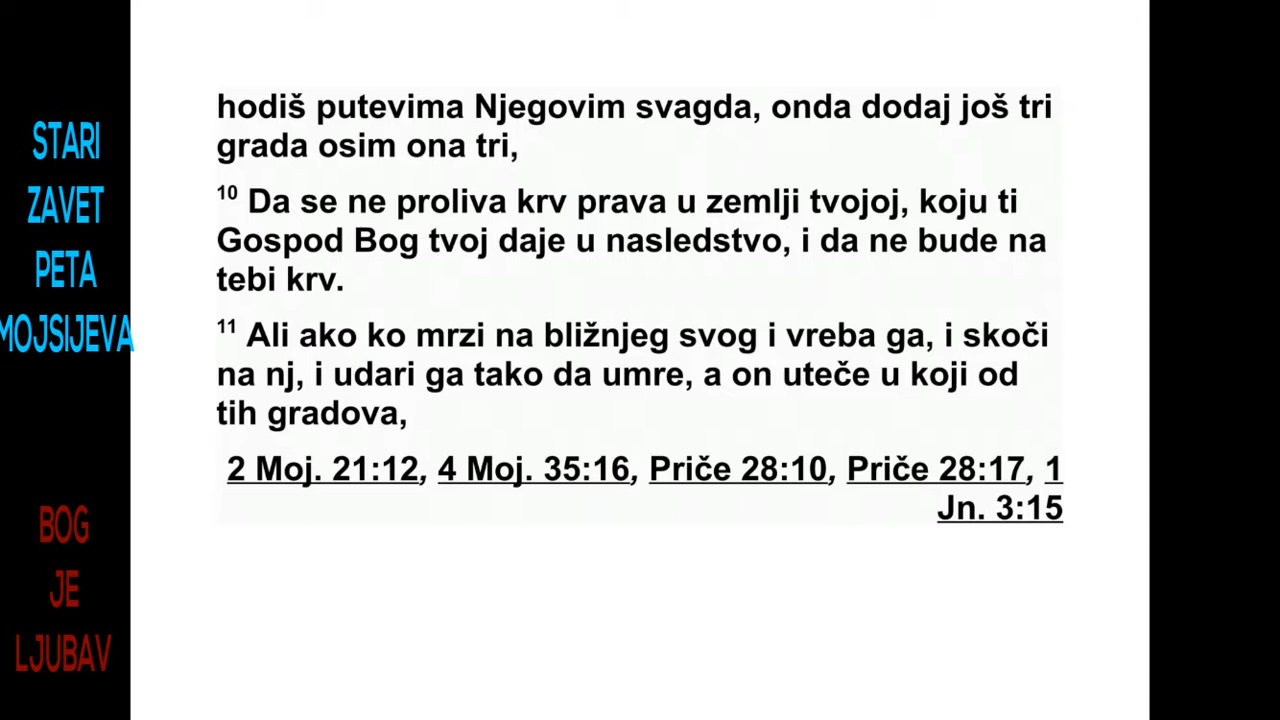 STARI
ZAVET
PETA
MOJSIJEVA
BOG
JE
LJUBAV
hodiš putevima Njegovim svagda, onda dodaj još tri
grada osim ona tri,
10 Da se ne proliva krv prava u zemlji tvojoj, koju ti
Gospod Bog tvoj daje u nasledstvo, i da ne bude na
tebi krv.
11 Ali ako ko mrzi na bližnjeg svog i vreba ga, i skoči
na nj, i udari ga tako da umre, a on uteče u koji od
tih gradova,
2 Moj. 21:12, 4 Moj. 35:16, Priče 28:10, Priče 28:17, 1
Jn. 3:15